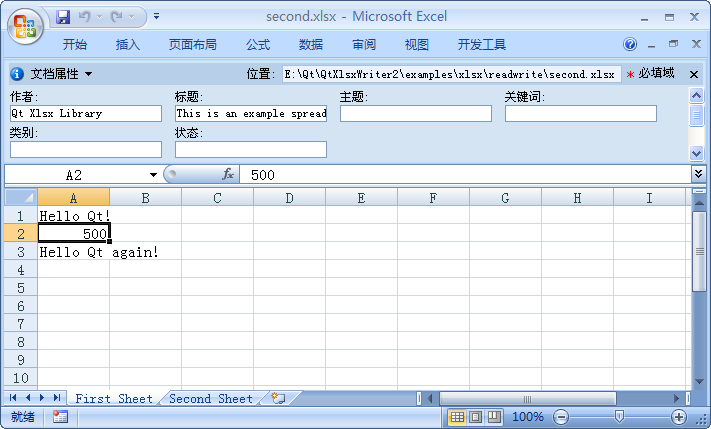 second.xlsx - Microsoft Excel
开始 插入 页面布局 公式 数据 审阅 视图 开发工具
文档属性 位置: E:\Qt\QtXlsxWriter2\examples\xlsx\readwrite\second.xlsx * 必填域
作者: 标题: 主题: 关键词:
Qt Xlsx Library This is an example spread
类别: 状态:
A2 fx 500
A B C D E F G H I
1 Hello Qt!
2 500
3 Hello Qt again!
4
5
6
7
8
9
10
First Sheet Second Sheet
就绪 100%